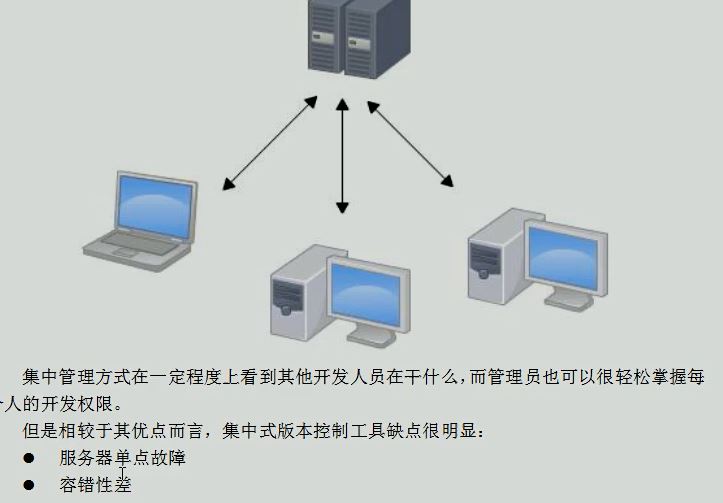 集中管理方式在一定程度上看到其他开发人员在干什么,而管理员也可以很轻松掌握每
个人的开发权限。
但是相较于其优点而言，集中式版本控制工具缺点很明显：
● 服务器单点故障
● 容错性差